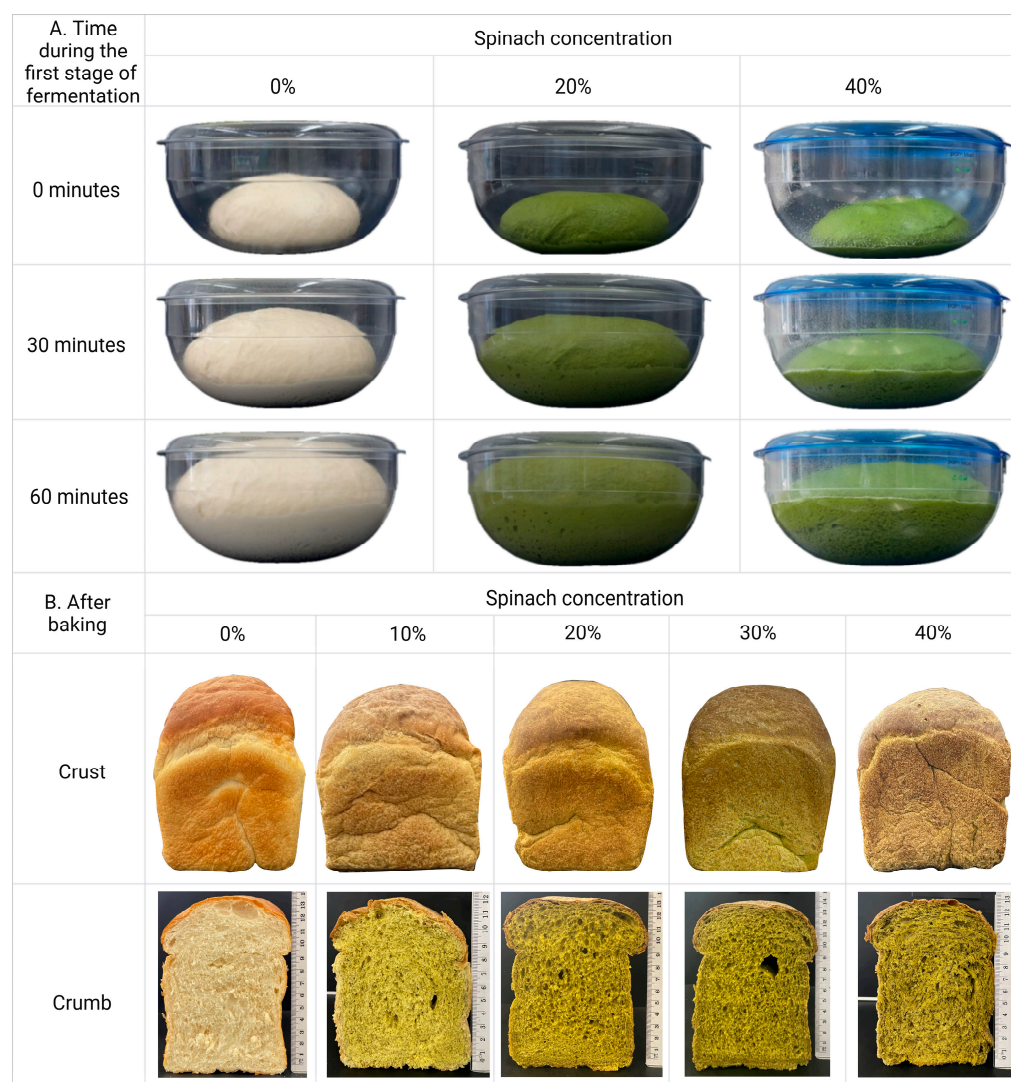 A. Time
during the
first stage of
fermentation
Spinach concentration
0%
20%
40%
0 minutes
30 minutes
60 minutes
B. After
baking
Spinach concentration
0%
10%
20%
30%
40%
Crust
Crumb